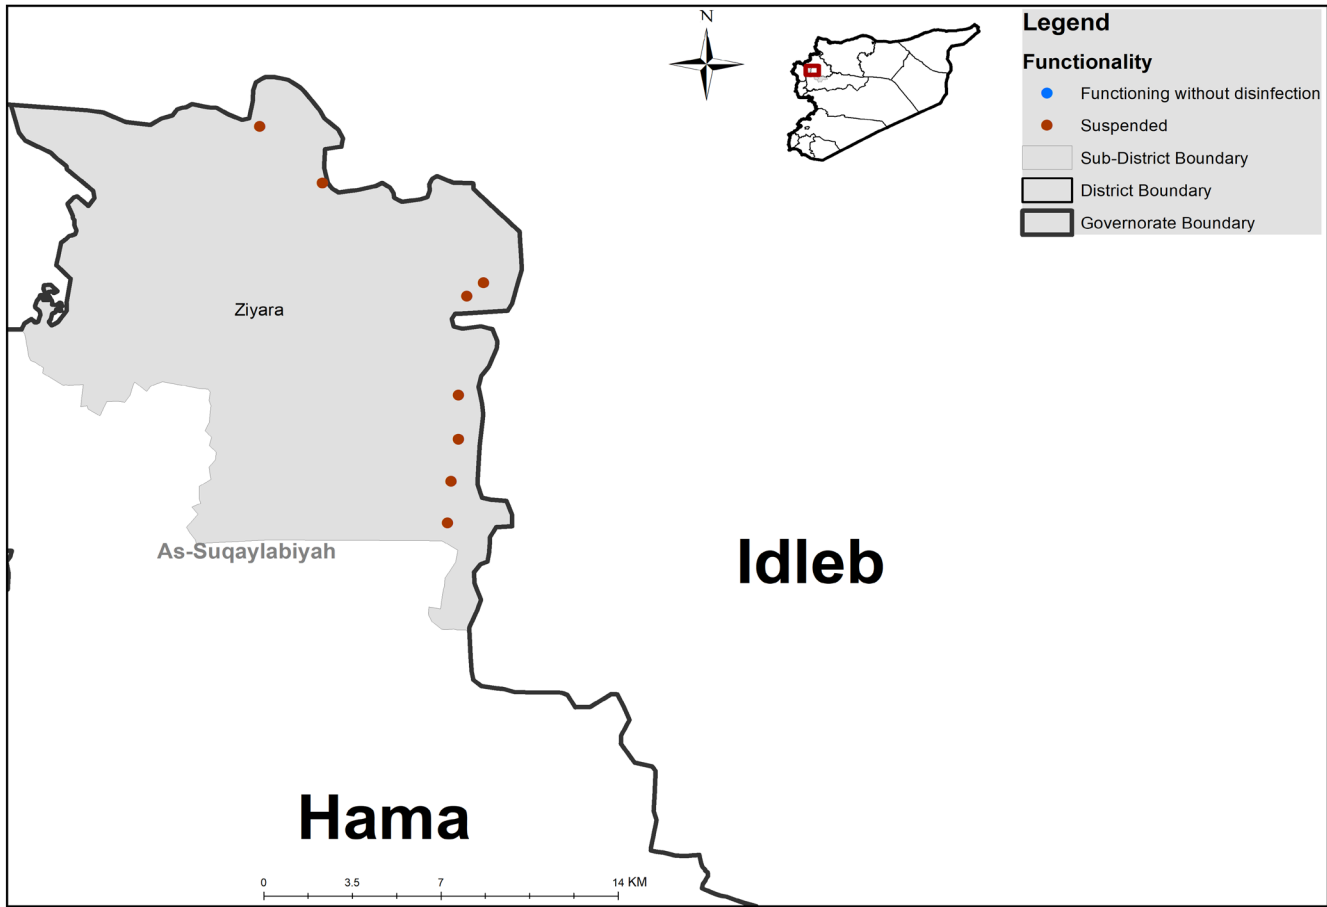 N
Legend
Functionality
Functioning without disinfection
Suspended
Sub-District Boundary
District Boundary
Governorate Boundary
Ziyara
As-Suqaylabiyah
Idleb
Hama
0 3.5 7 14 KM